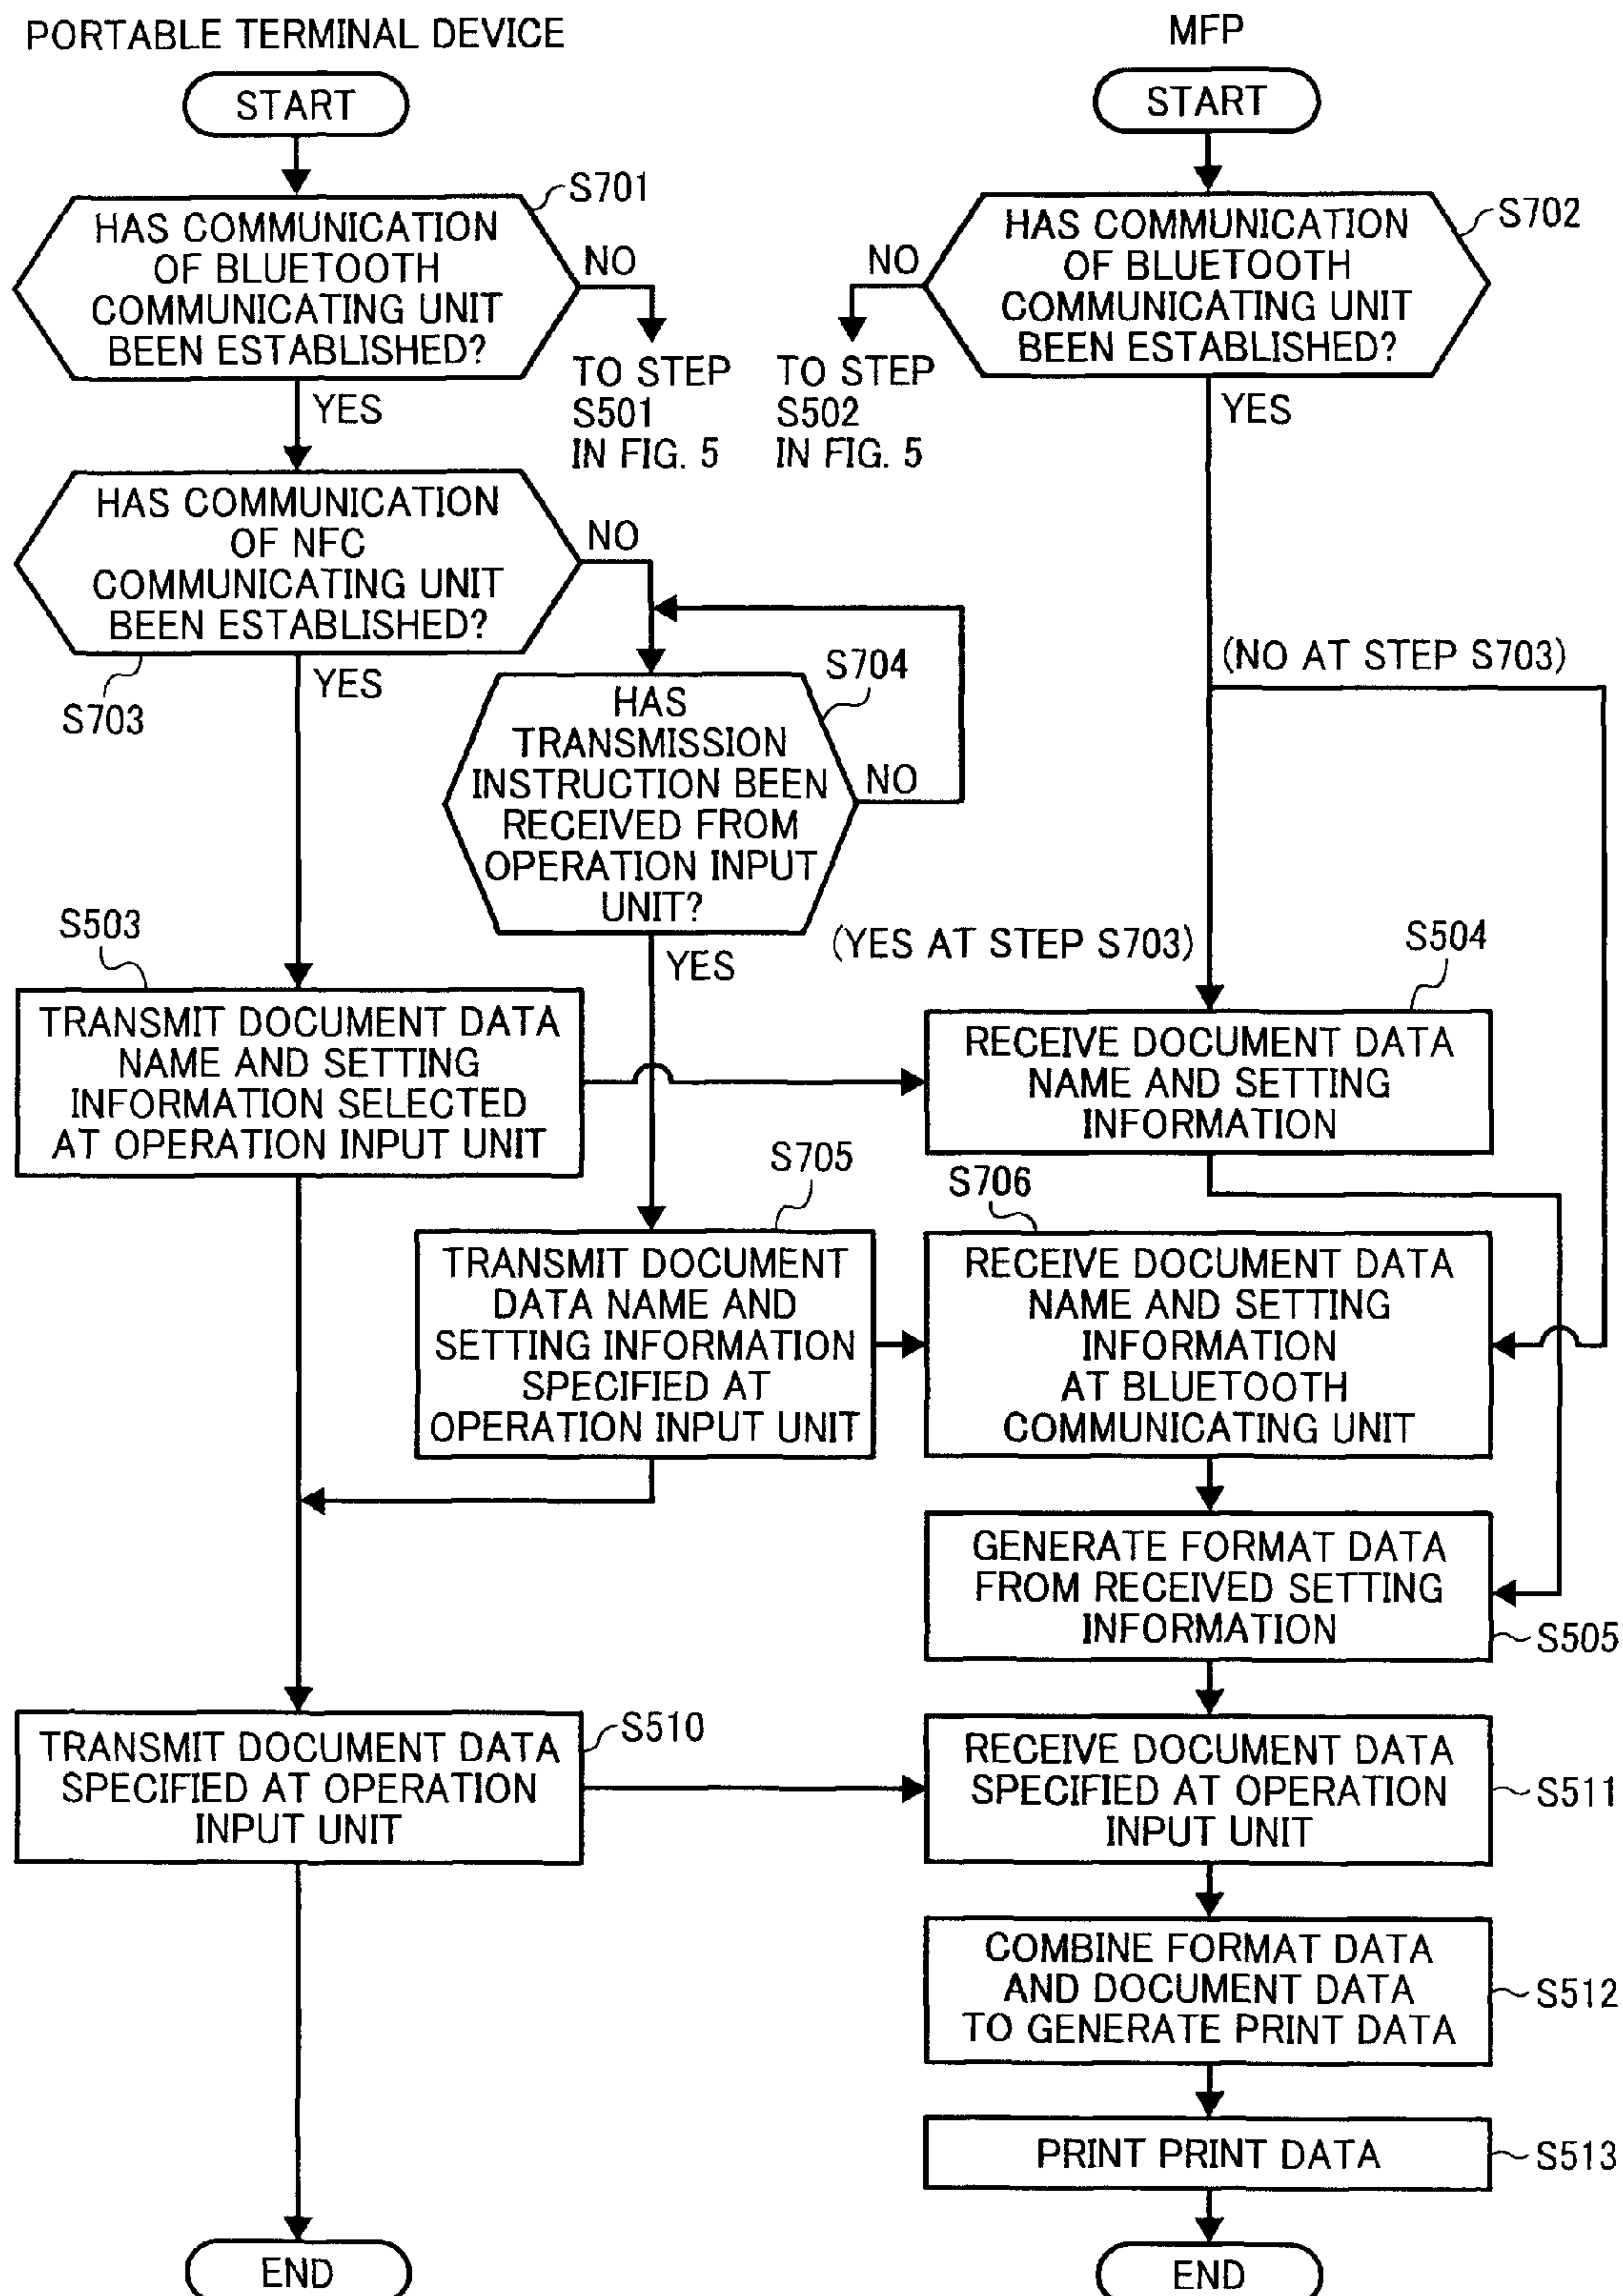 PORTABLE TERMINAL DEVICE
MFP
START
START
S701
HAS COMMUNICATION
OF BLUETOOTH
COMMUNICATING UNIT
BEEN ESTABLISHED?
NO
TO STEP
S501
IN FIG. 5
YES
S702
HAS COMMUNICATION
OF BLUETOOTH
COMMUNICATING UNIT
BEEN ESTABLISHED?
NO
TO STEP
S502
IN FIG. 5
YES
HAS COMMUNICATION
OF NFC
COMMUNICATING UNIT
BEEN ESTABLISHED?
NO
S703
YES
(NO AT STEP S703)
S704
HAS
TRANSMISSION
INSTRUCTION BEEN
RECEIVED FROM
OPERATION INPUT
UNIT?
NO
YES
(YES AT STEP S703)
S503
TRANSMIT DOCUMENT DATA
NAME AND SETTING
INFORMATION SELECTED
AT OPERATION INPUT UNIT
S504
RECEIVE DOCUMENT DATA
NAME AND SETTING
INFORMATION
S705
TRANSMIT DOCUMENT
DATA NAME AND
SETTING INFORMATION
SPECIFIED AT
OPERATION INPUT UNIT
S706
RECEIVE DOCUMENT DATA
NAME AND SETTING
INFORMATION
AT BLUETOOTH
COMMUNICATING UNIT
GENERATE FORMAT DATA
FROM RECEIVED SETTING
INFORMATION
S505
TRANSMIT DOCUMENT DATA
SPECIFIED AT OPERATION
INPUT UNIT
S510
RECEIVE DOCUMENT DATA
SPECIFIED AT OPERATION
INPUT UNIT
S511
COMBINE FORMAT DATA
AND DOCUMENT DATA
TO GENERATE PRINT DATA
S512
PRINT PRINT DATA
S513
END
END